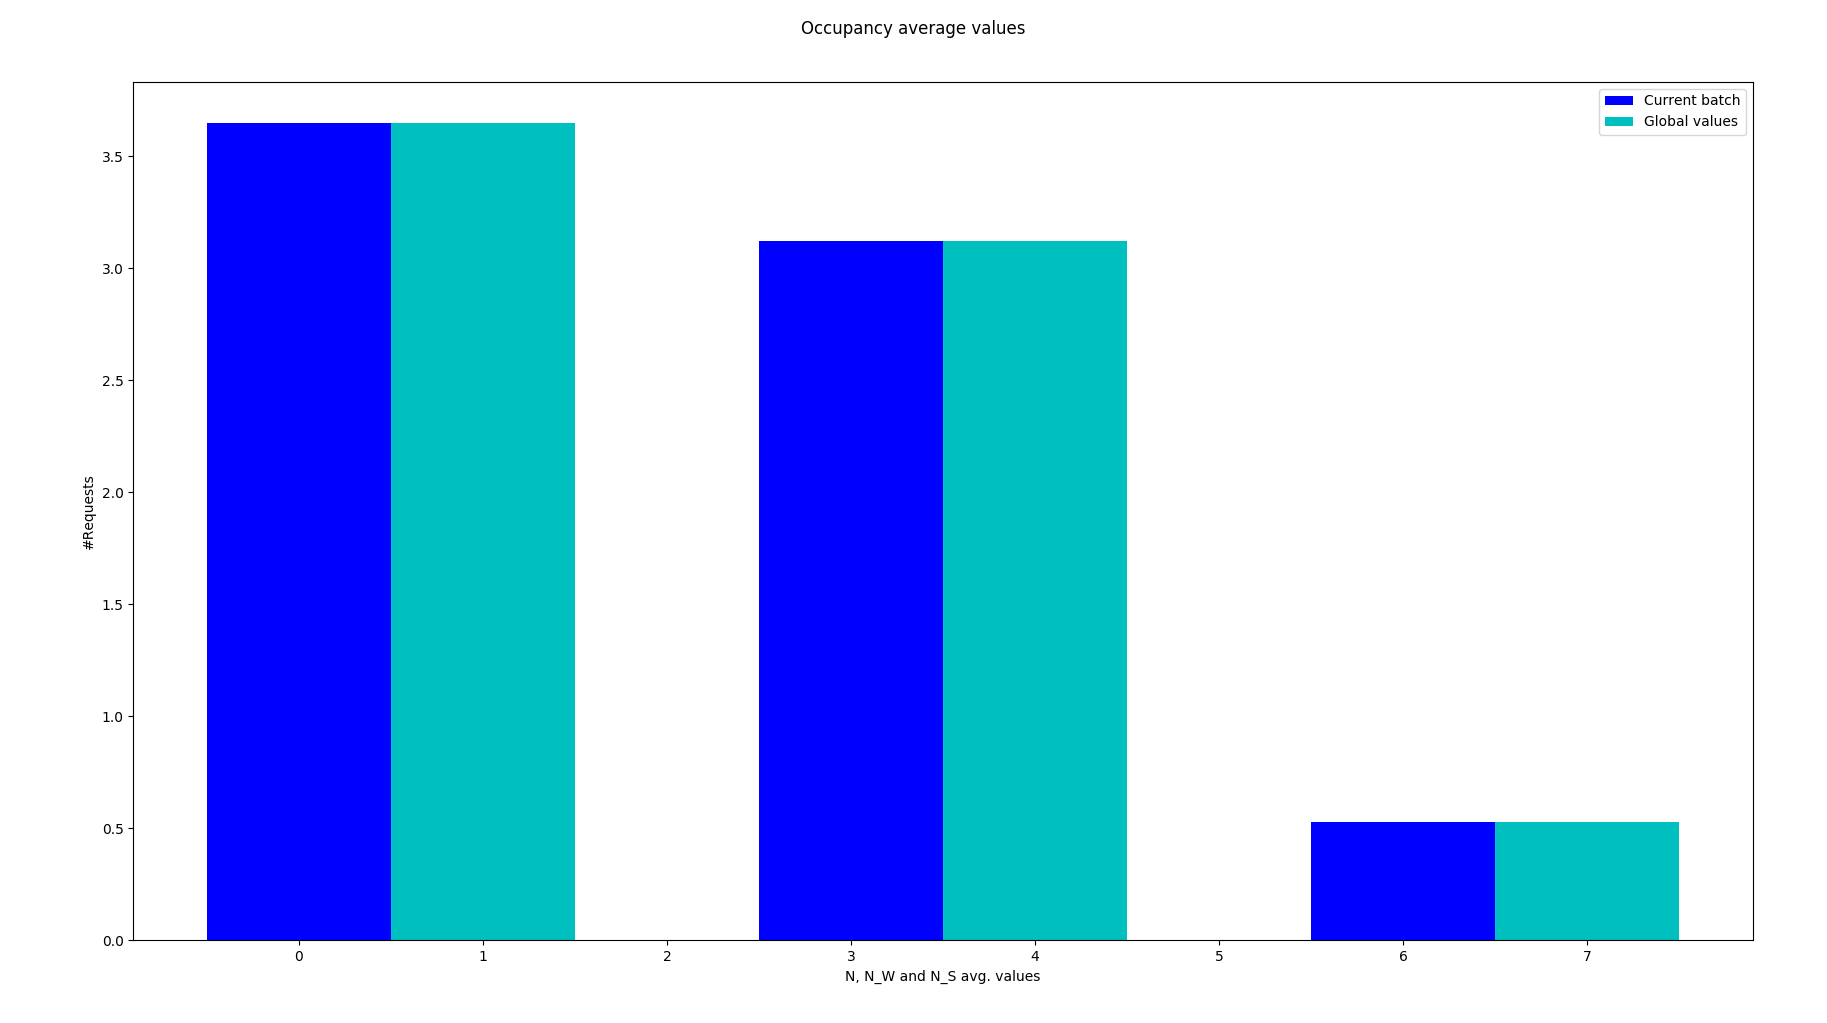 Occupancy average values
Current batch
Global values
3.5
3.0
2.5
2.0
1.5
1.0
0.5
0.0
#Requests
0 1 2 3 4 5 6 7
N, N_W and N_S avg. values